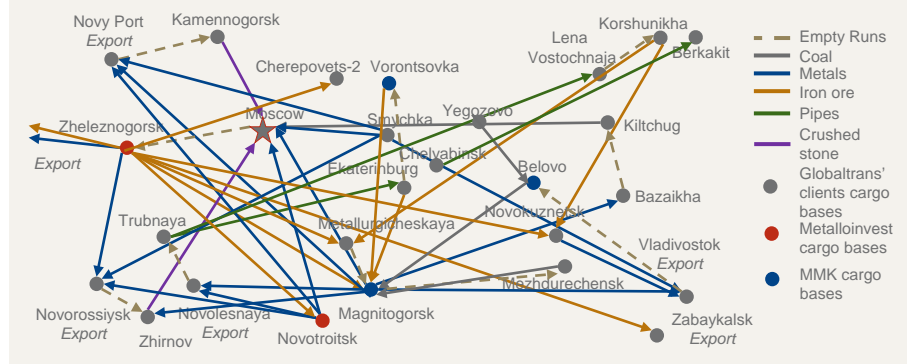 Novy Port
Export
Kamennogorsk
Cherepovets-2
Vorontsovka
Lena
Vostochnaja
Korshunikha
Berkakit
Zheleznogorsk
Export
Moscow
Smychka
Yegozovo
Kiltchug
Chelyabinsk
Ekaterinburg
Belovo
Bazaikha
Trubnaya
Metallurgicheskaya
Novokuznetsk
Vladivostok
Export
Mezhdurechensk
Novorossiysk
Export
Zhirnov
Novolesnaya
Export
Novotroitsk
Magnitogorsk
Zabaykalsk
Export
Empty Runs
Coal
Metals
Iron ore
Pipes
Crushed
stone
Globaltrans'
clients cargo
bases
Metalloinvest
cargo bases
MMK cargo
bases